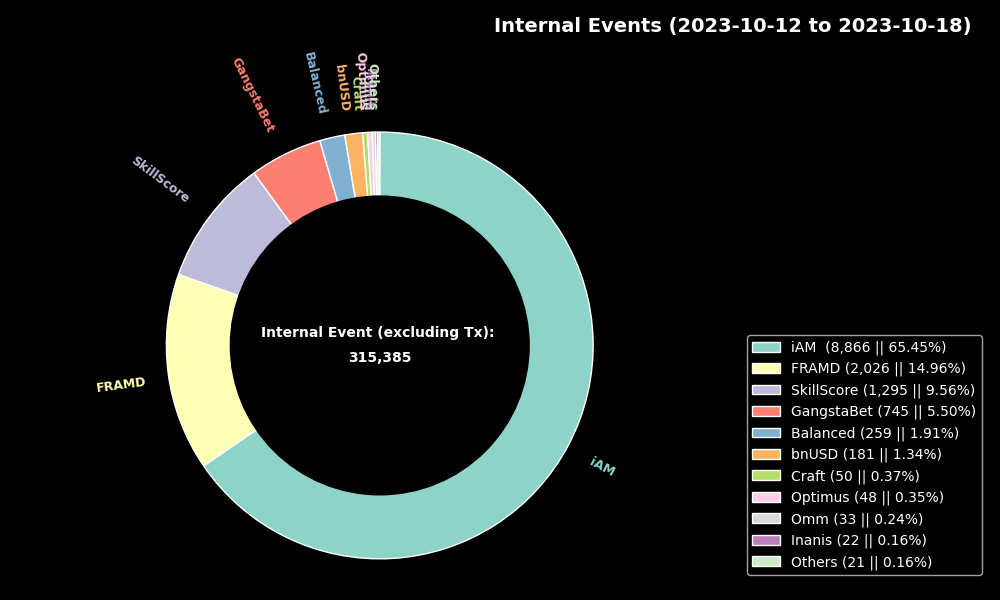 Internal Events (2023-10-12 to 2023-10-18)
Others
Optimus
Craft
bnUSD
Balanced
GangstaBet
SkillScore
FRAMD
iAM
Internal Event (excluding Tx):
315,385
iAM  (8,866 || 65.45%)
FRAMD (2,026 || 14.96%)
SkillScore (1,295 || 9.56%)
GangstaBet (745 || 5.50%)
Balanced (259 || 1.91%)
bnUSD (181 || 1.34%)
Craft (50 || 0.37%)
Optimus (48 || 0.35%)
Omm (33 || 0.24%)
Inanis (22 || 0.16%)
Others (21 || 0.16%)